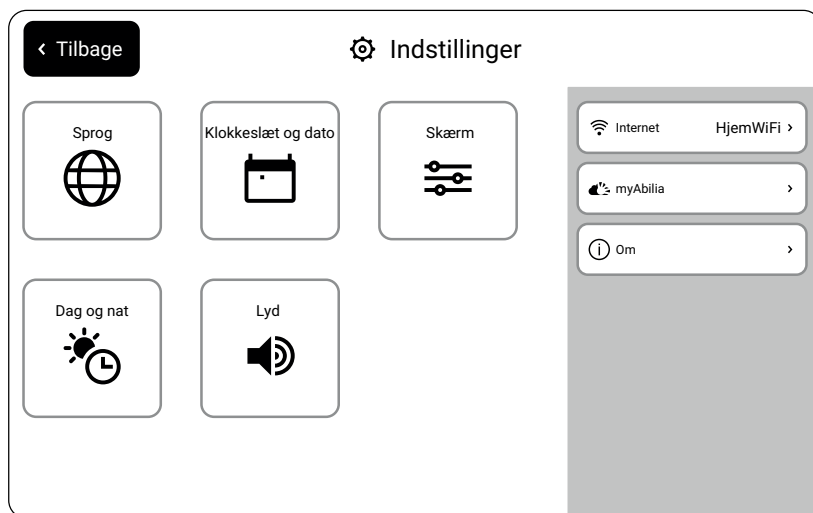 Tilbage
Indstillinger
Sprog
Klokkeslæt og dato
Skærm
Dag og nat
Lyd
Internet HjemWiFi
myAbilia
Om